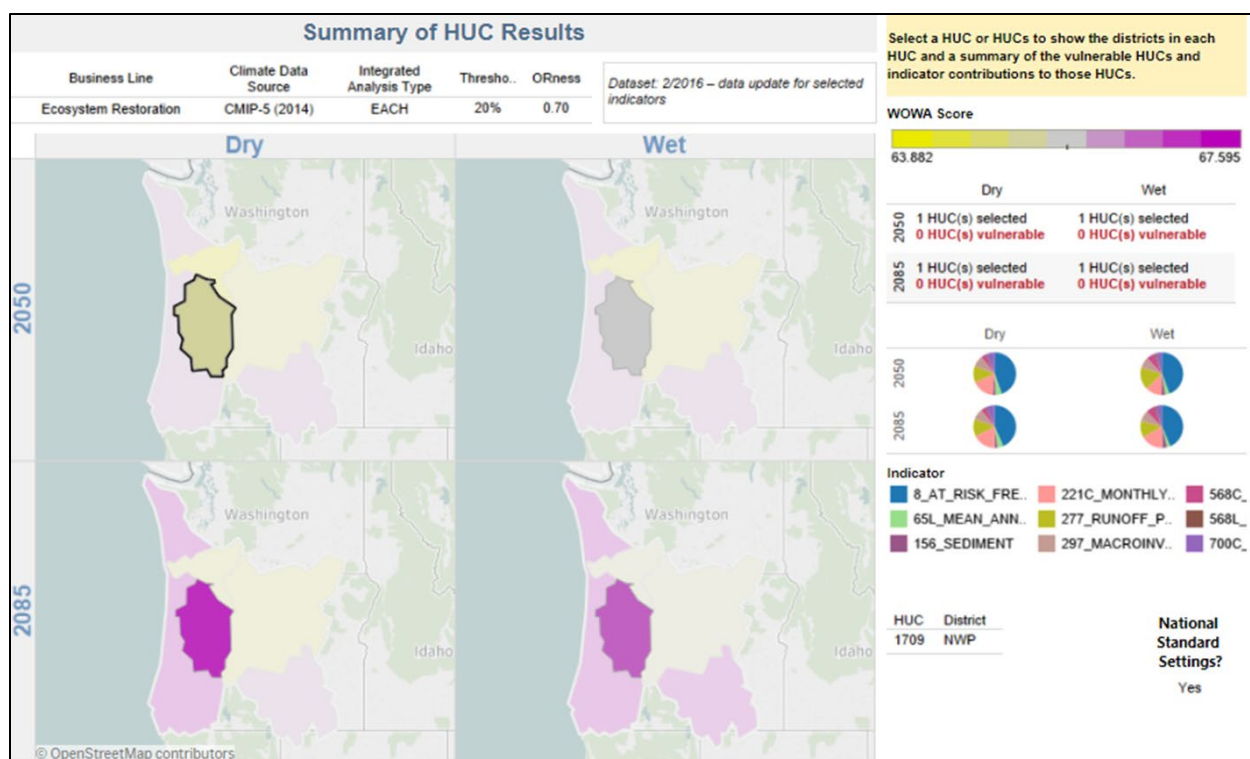 Summary of HUC Results
Business Line Climate Data Source Integrated Analysis Type Thresho.. ORness
Ecosystem Restoration CMIP-5 (2014) EACH 20% 0.70
Dataset: 2/2016 – data update for selected
indicators
Dry Wet
2050
Washington
Idaho
Washington
Idaho
2085
Washington
Idaho
Washington
Idaho
© OpenStreetMap contributors
Select a HUC or HUCs to show the districts in each
HUC and a summary of the vulnerable HUCs and
indicator contributions to those HUCs.
WOWA Score
63.882 67.595
Dry Wet
2050
1 HUC(s) selected 1 HUC(s) selected
0 HUC(s) vulnerable 0 HUC(s) vulnerable
2085
1 HUC(s) selected 1 HUC(s) selected
0 HUC(s) vulnerable 0 HUC(s) vulnerable
Dry Wet
2050
2085
Indicator
8_AT_RISK_FRE.. 221C_MONTHLY.. 568C_
65L_MEAN_ANN.. 277_RUNOFF_P.. 568L_
156_SEDIMENT 297_MACROINV.. 700C_
HUC District
1709 NWP
National
Standard
Settings?
Yes